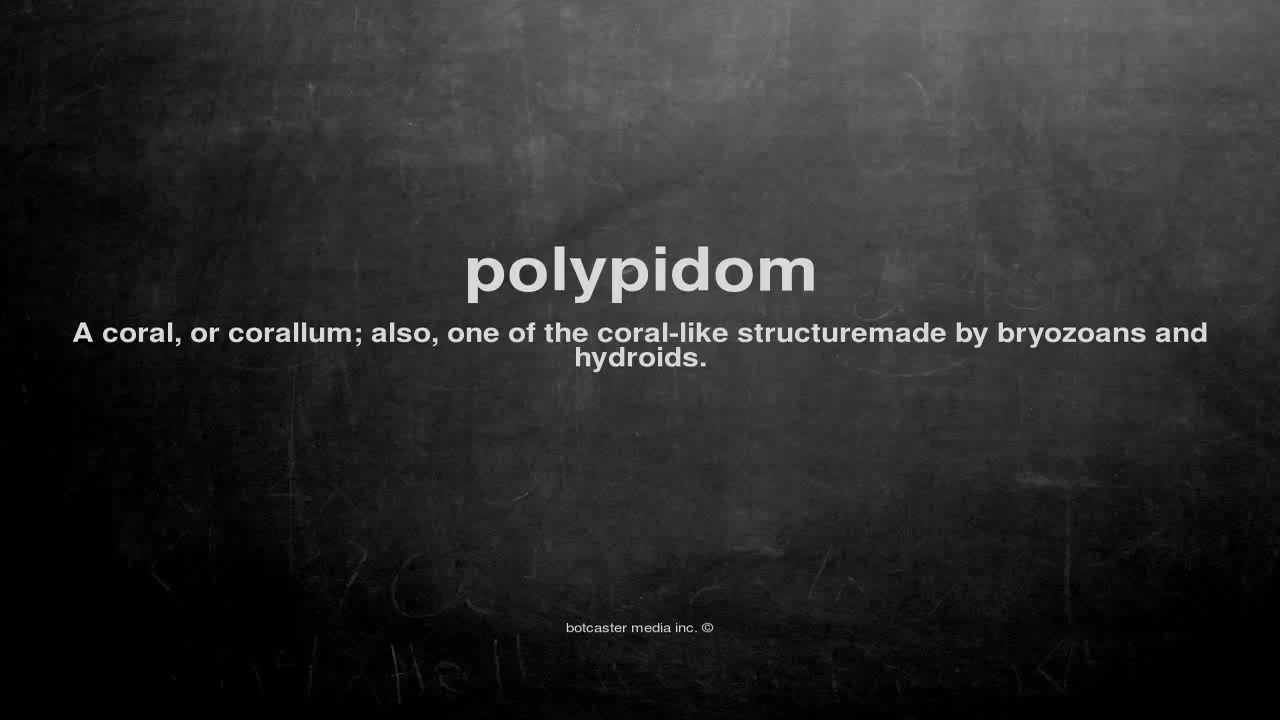 polypidom
A coral, or corallum; also, one of the coral-like structuremade by bryozoans and
hydroids.
botcaster media inc. ©